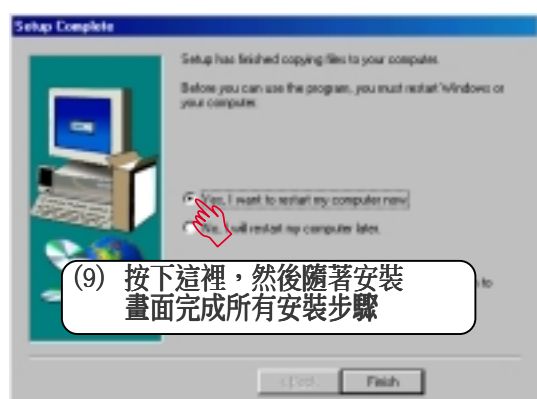 Setup Complete
Setup has finished copying files to your computer.
Before you can use the program, you must restart Windows or
your computer.
Yes, I want to restart my computer now.
No, I will restart my computer later.
(9) 按下這裡，然後隨著安裝
畫面完成所有安裝步驟
to
< Back
Finish